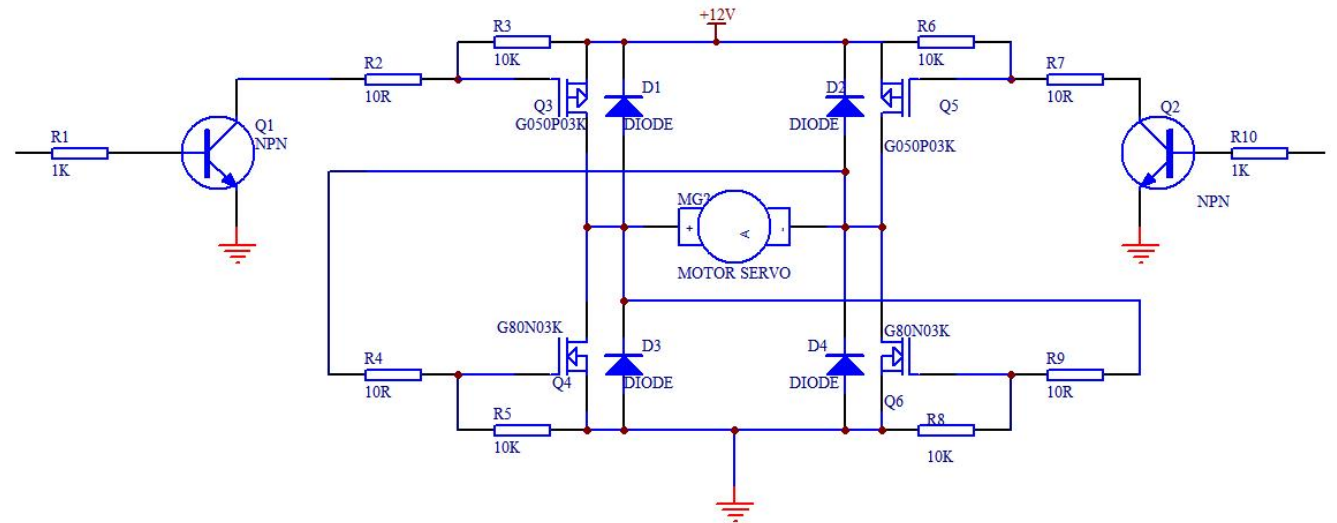 +12V
R3
10K
R6
10K
R2
10R
R7
10R
Q3
G050P03K
D1
DIODE
D2
DIODE
Q5
G050P03K
Q1
NPN
Q2
NPN
R1
1K
R10
1K
MG?
+
A
-
MOTOR SERVO
G80N03K
Q4
D3
DIODE
D4
DIODE
G80N03K
Q6
R4
10R
R9
10R
R5
10K
R8
10K